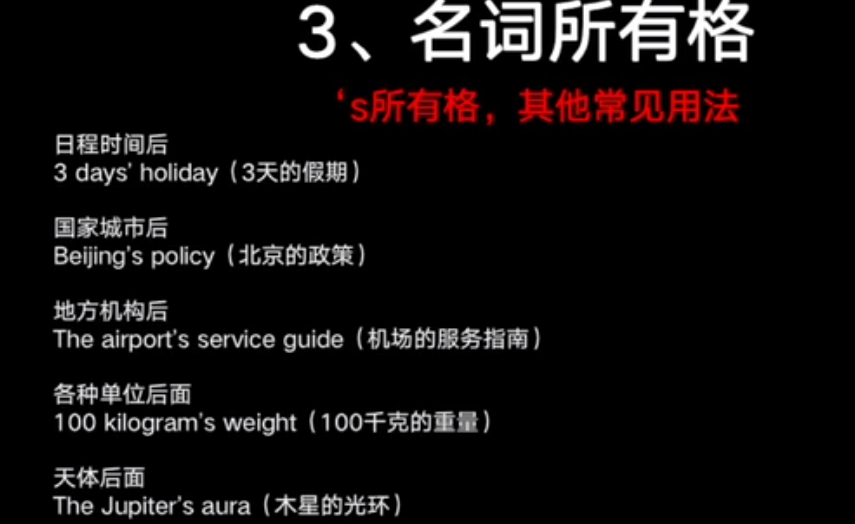 3、名词所有格
‘s所有格，其他常见用法
日程时间后
3 days’ holiday（3天的假期）
国家城市后
Beijing’s policy（北京的政策）
地方机构后
The airport’s service guide（机场的服务指南）
各种单位后面
100 kilogram’s weight（100千克的重量）
天体后面
The Jupiter’s aura（木星的光环）